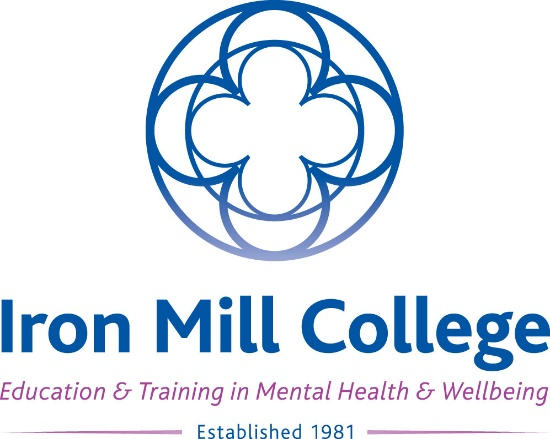 Iron Mill College
Education & Training in Mental Health & Wellbeing
Established 1981